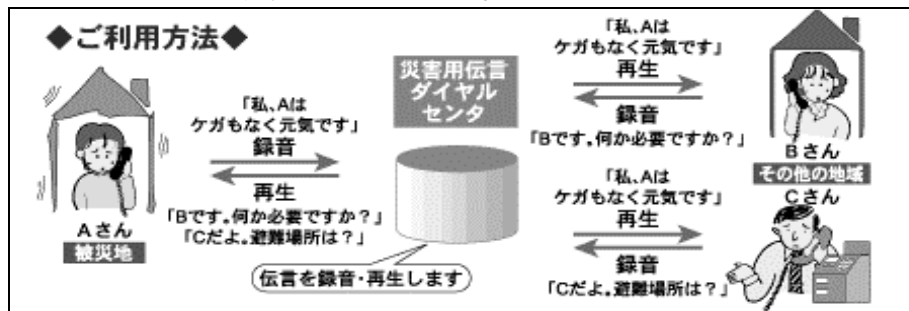 ◆ご利用方法◆
「私、Aは
ケガもなく元気です」
録音
再生
「Bです。何か必要ですか？」
「Cだよ。避難場所は？」
Aさん
被災地
災害用伝言
ダイヤル
センタ
伝言を録音・再生します
「私、Aは
ケガもなく元気です」
再生
録音
「Bです。何か必要ですか？」
Bさん
その他の地域
Cさん
「私、Aは
ケガもなく元気です」
再生
録音
「Cだよ。避難場所は？」